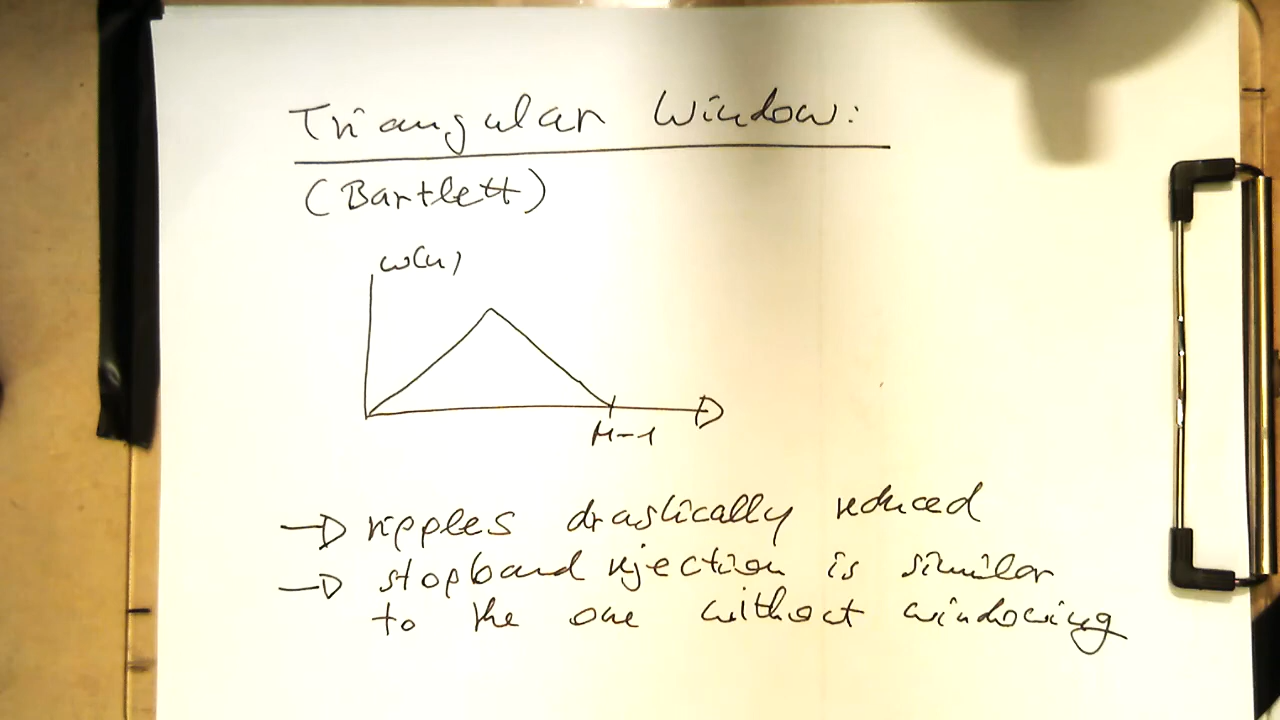 Triangular Window:
(Bartlett)
w(n)
M-1
→ ripples drastically reduced
→ stopband rejection is similar
to the one without windowing